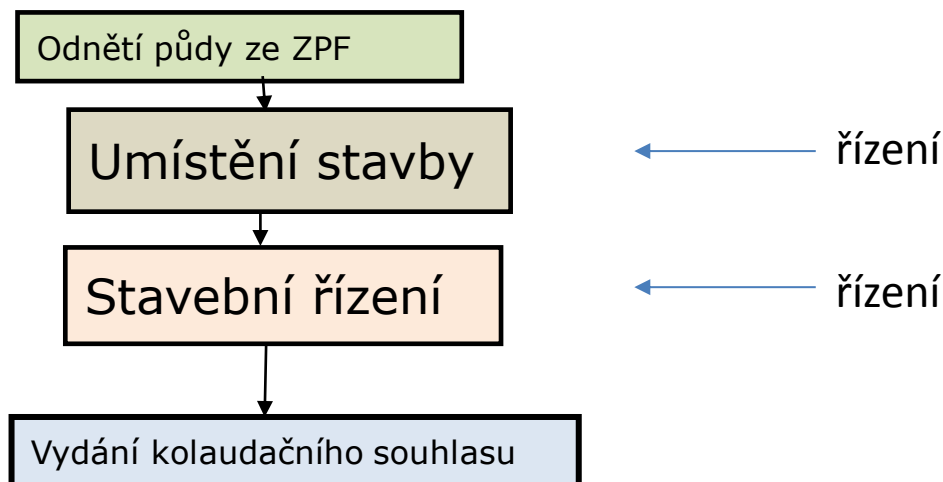 Odnětí půdy ze ZPF
Umístění stavby
řízení
Stavební řízení
řízení
Vydání kolaudačního souhlasu